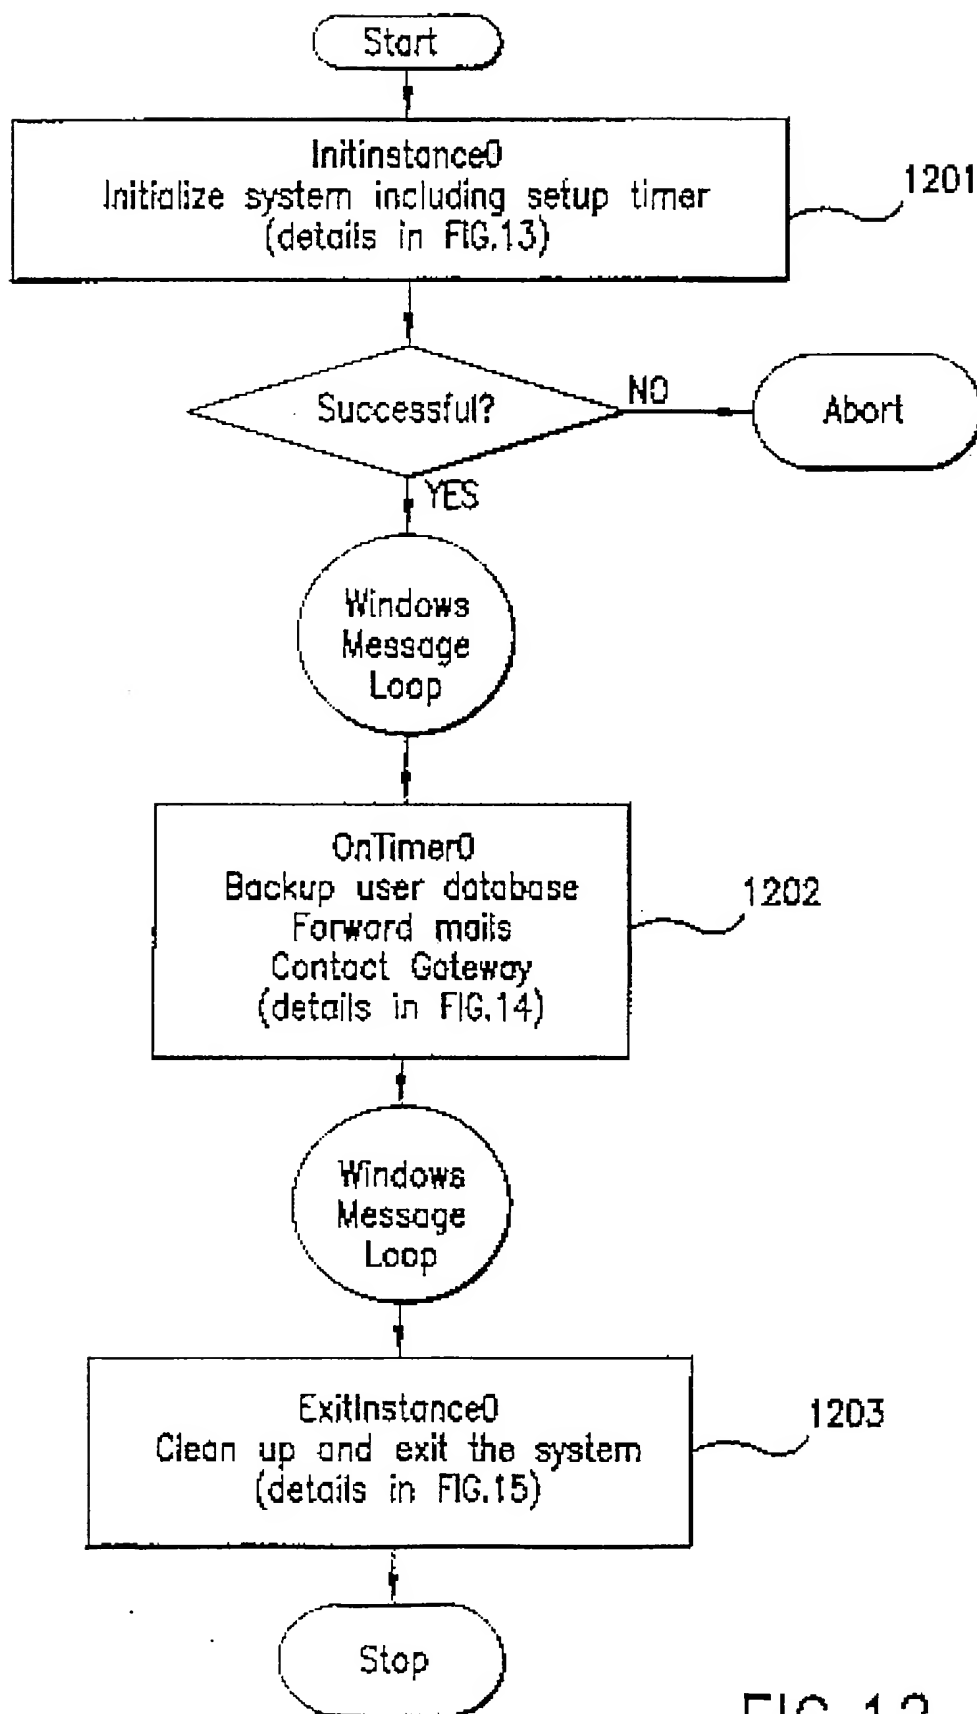 Start
Initinstance()
Initialize system including setup timer
(details in FIG.13)
1201
Successful?
NO
Abort
YES
Windows
Message
Loop
OnTimer()
Backup user database
Forward mails
Contact Gateway
(details in FIG.14)
1202
Windows
Message
Loop
ExitInstance()
Clean up and exit the system
(details in FIG.15)
1203
Stop
FIG.12